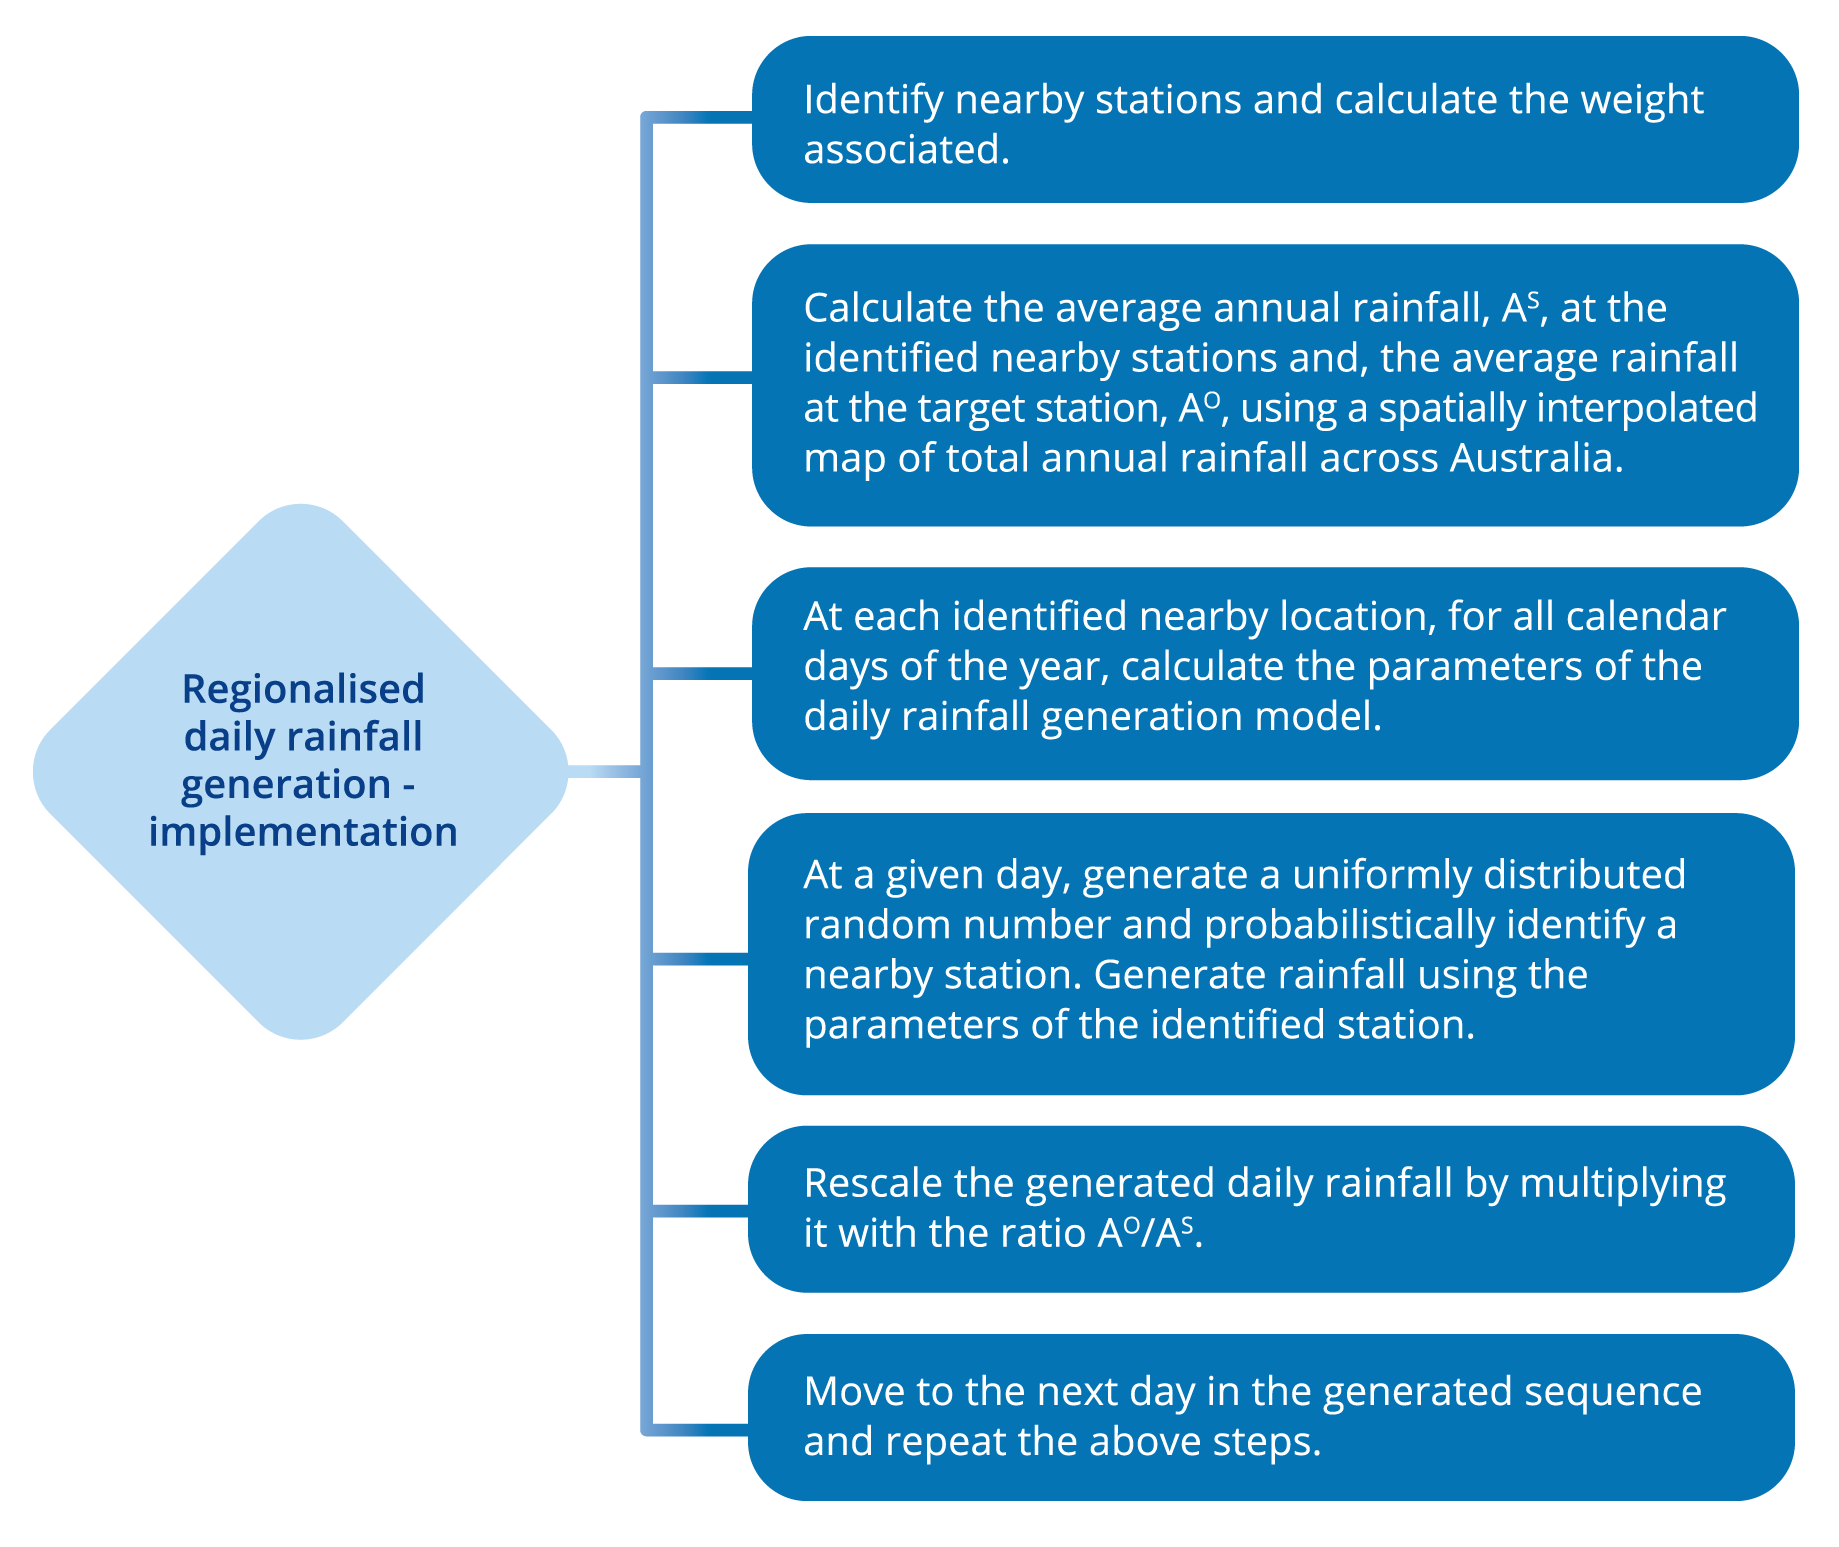 Regionalised
daily rainfall
generation -
implementation
Identify nearby stations and calculate the weight
associated.
Calculate the average annual rainfall, Aˢ, at the
identified nearby stations and, the average rainfall
at the target station, Aᴼ, using a spatially interpolated
map of total annual rainfall across Australia.
At each identified nearby location, for all calendar
days of the year, calculate the parameters of the
daily rainfall generation model.
At a given day, generate a uniformly distributed
random number and probabilistically identify a
nearby station. Generate rainfall using the
parameters of the identified station.
Rescale the generated daily rainfall by multiplying
it with the ratio Aᴼ/Aˢ.
Move to the next day in the generated sequence
and repeat the above steps.